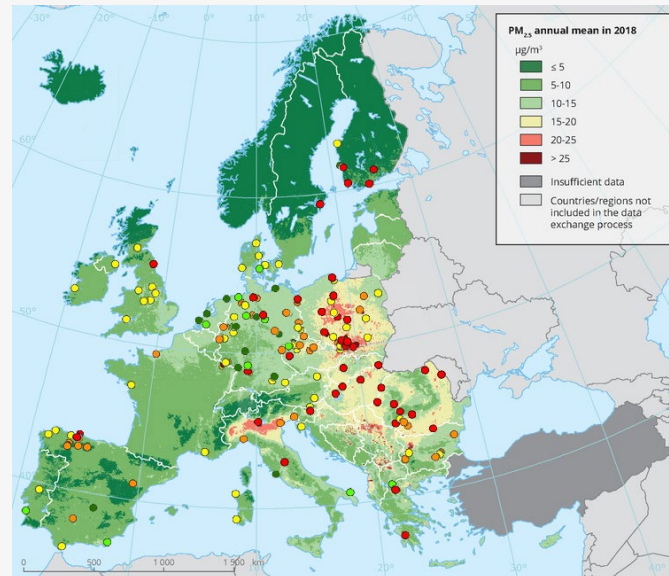 PM2.5 annual mean in 2018
µg/m³
≤ 5
5-10
10-15
15-20
20-25
> 25
Insufficient data
Countries/regions not
included in the data
exchange process
60°
50°
40°
20°
10°
0°
10°
20°
30°
40°
0 500 1 000 1 500 km